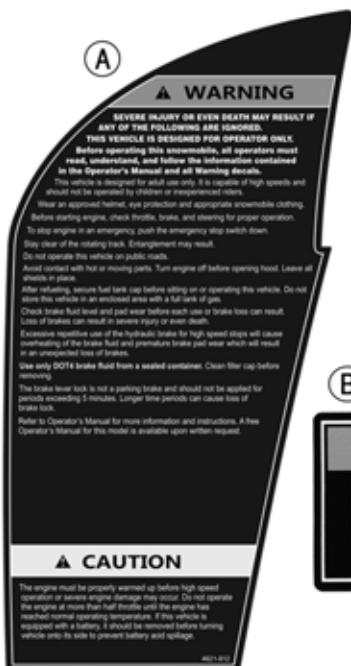 A
⚠ WARNING
SEVERE INJURY OR EVEN DEATH MAY RESULT IF
ANY OF THE FOLLOWING ARE IGNORED.
THIS VEHICLE IS DESIGNED FOR OPERATOR ONLY.
Before operating this snowmobile, all operators must
read, understand, and follow the information contained
in the Operator's Manual and all Warning decals.
This vehicle is designed for adult use only. It is capable of high speeds and
should not be operated by children or inexperienced riders.
Wear an approved helmet, eye protection and appropriate snowmobile clothing.
Before starting engine, check throttle, brake, and steering for proper operation.
To stop engine in an emergency, push the emergency stop switch down.
Stay clear of the rotating track. Entanglement may result.
Do not operate this vehicle on public roads.
Avoid contact with hot or moving parts. Turn engine off before opening hood. Leave all
shields in place.
After refueling, secure fuel tank cap before sitting on or operating this vehicle. Do not
store this vehicle in an enclosed area with a full tank of gas.
Check brake fluid level and pad wear before each use or brake loss can result.
Loss of brakes can result in severe injury or even death.
Excessive repetitive use of the hydraulic brake for high speed stops will cause
overheating of the brake fluid and premature brake pad wear which will result
in an unexpected loss of brakes.
Use only DOT4 brake fluid from a sealed container. Clean filler cap before
removing.
The brake lever lock is not a parking brake and should not be applied for
periods exceeding 5 minutes. Longer time periods can cause loss of
brake lock.
Refer to Operator's Manual for more information and instructions. A free
Operator's Manual for this model is available upon written request.
B
⚠ CAUTION
The engine must be properly warmed up before high speed
operation or severe engine damage may occur. Do not operate
the engine at more than half throttle until the engine has
reached normal operating temperature. If this vehicle is
equipped with a battery, it should be removed before turning
vehicle onto its side to prevent battery acid spillage.
4621-912